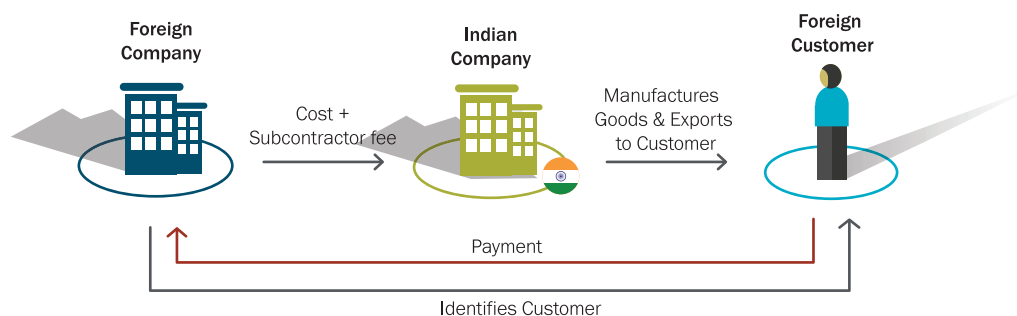 Foreign
Company
Indian
Company
Foreign
Customer
Cost +
Subcontractor fee
Manufactures
Goods & Exports
to Customer
Payment
Identifies Customer